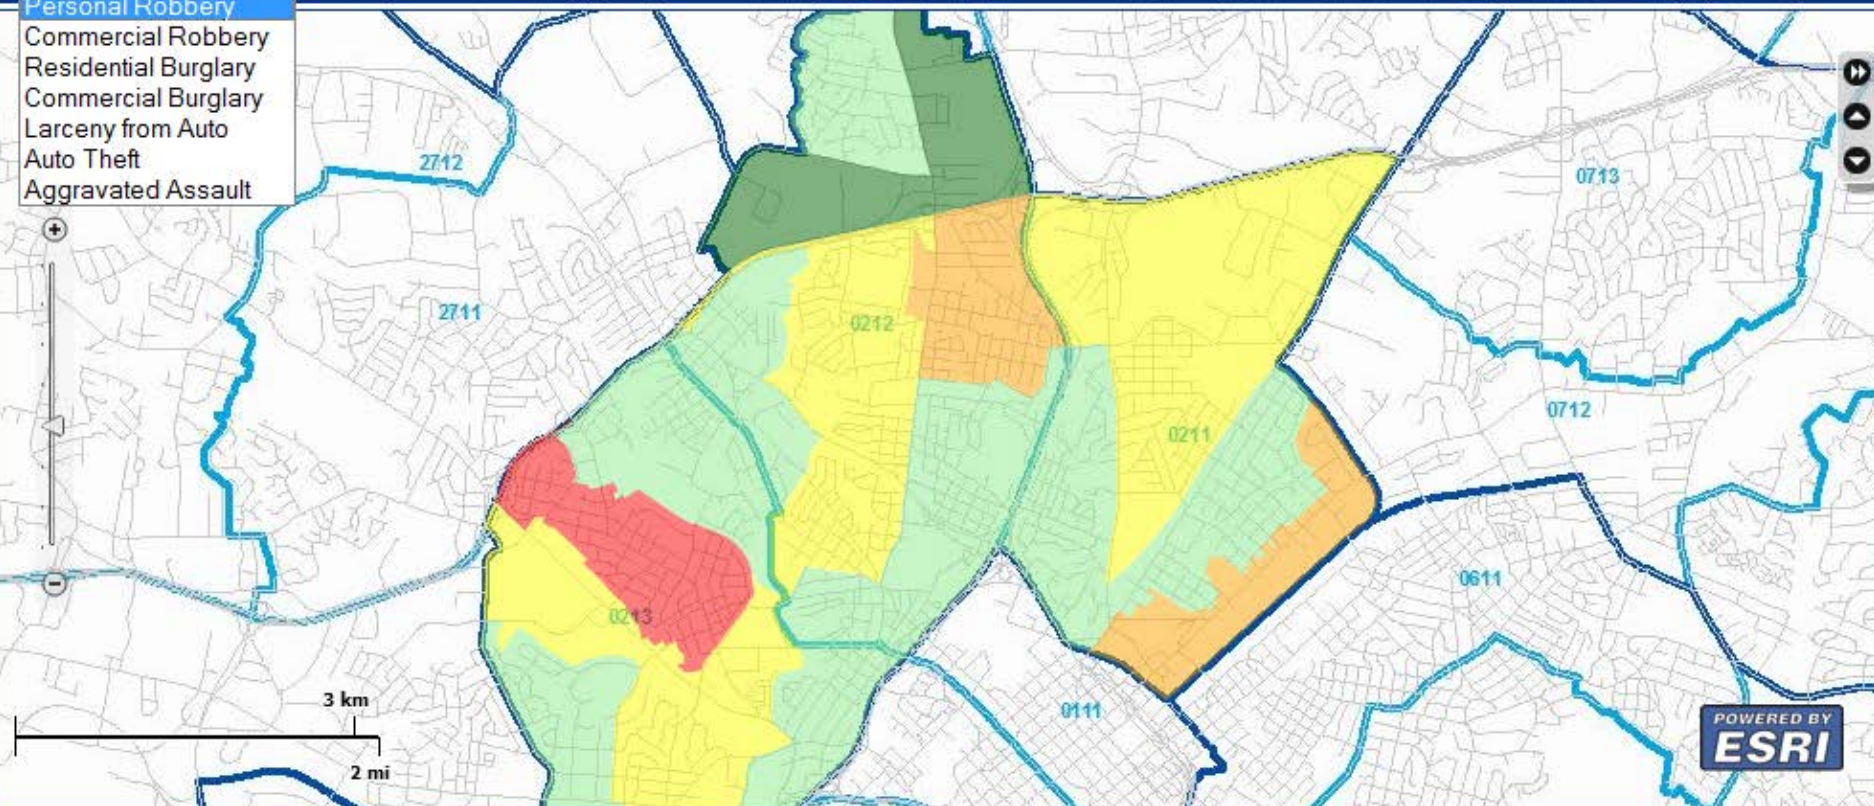 Personal Robbery
Commercial Robbery
Residential Burglary
Commercial Burglary
Larceny from Auto
Auto Theft
Aggravated Assault
2712
0713
2711
0212
0712
0211
0611
0213
0111
3 km
2 mi
POWERED BY
ESRI